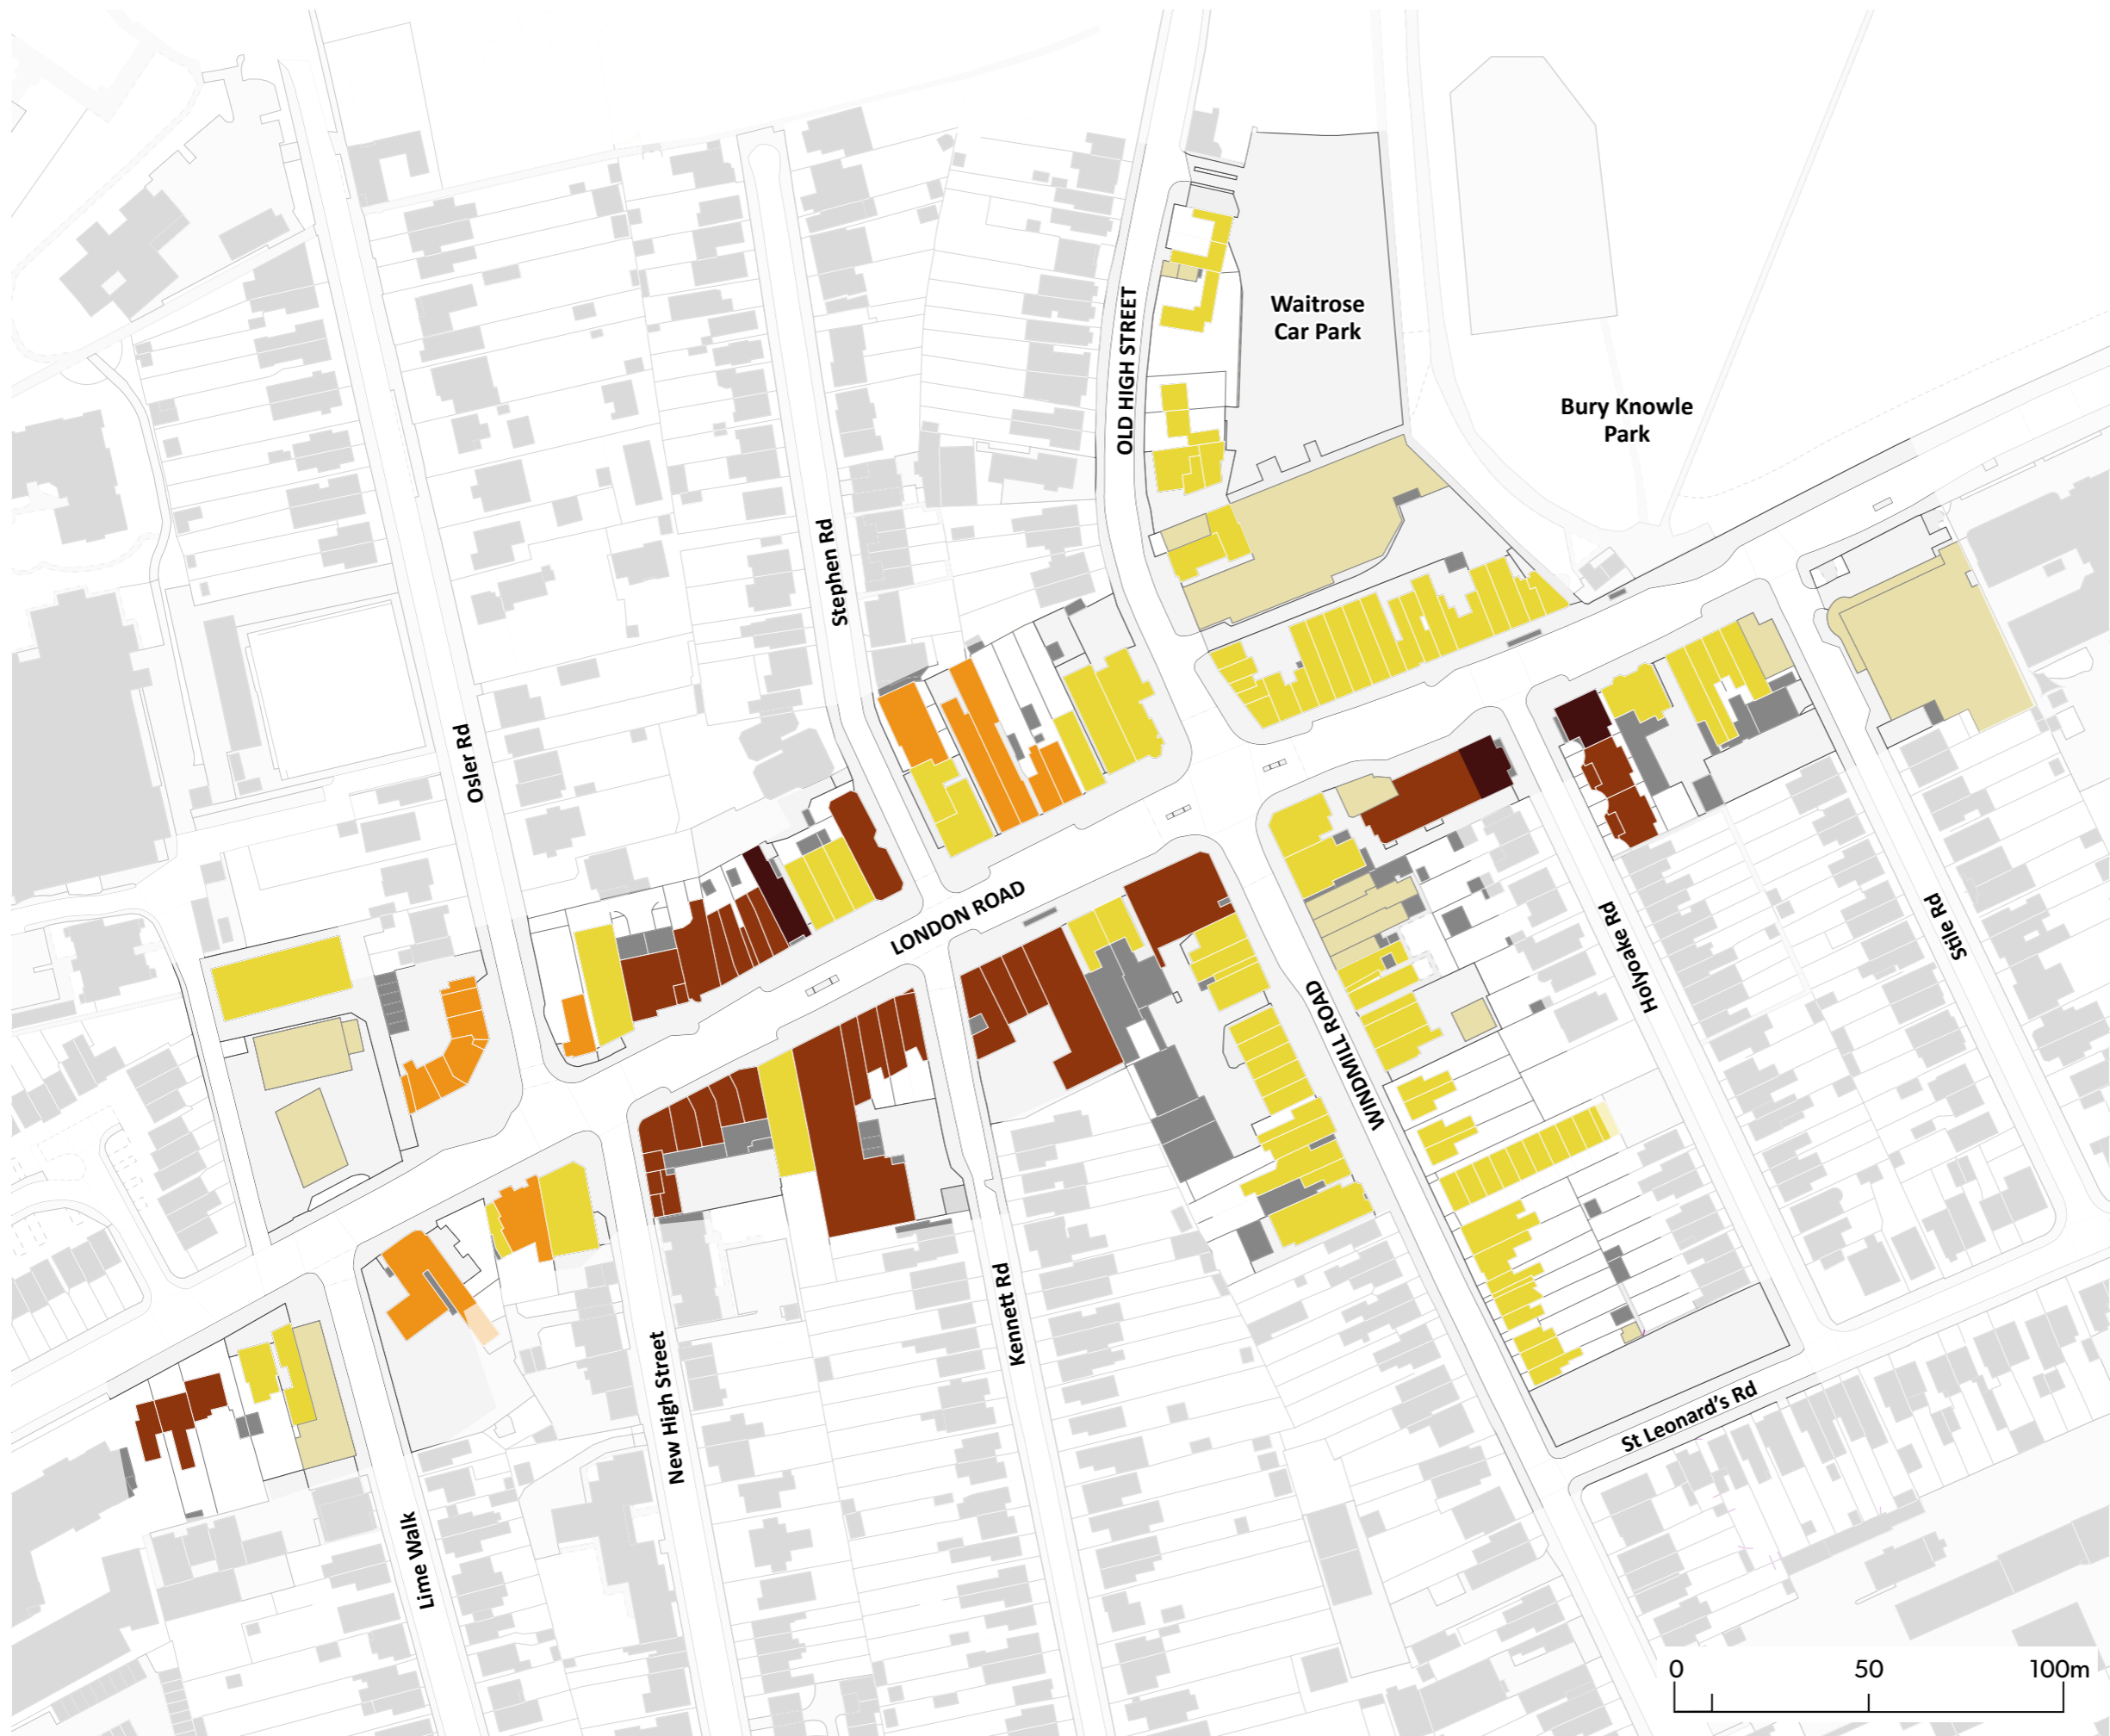 OLD HIGH STREET
Waitrose
Car Park
Bury Knowle
Park
Stephen Rd
Osler Rd
LONDON ROAD
Holyoake Rd
Stile Rd
WINDMILL ROAD
Kennett Rd
New High Street
St Leonard's Rd
Lime Walk
0 50 100m